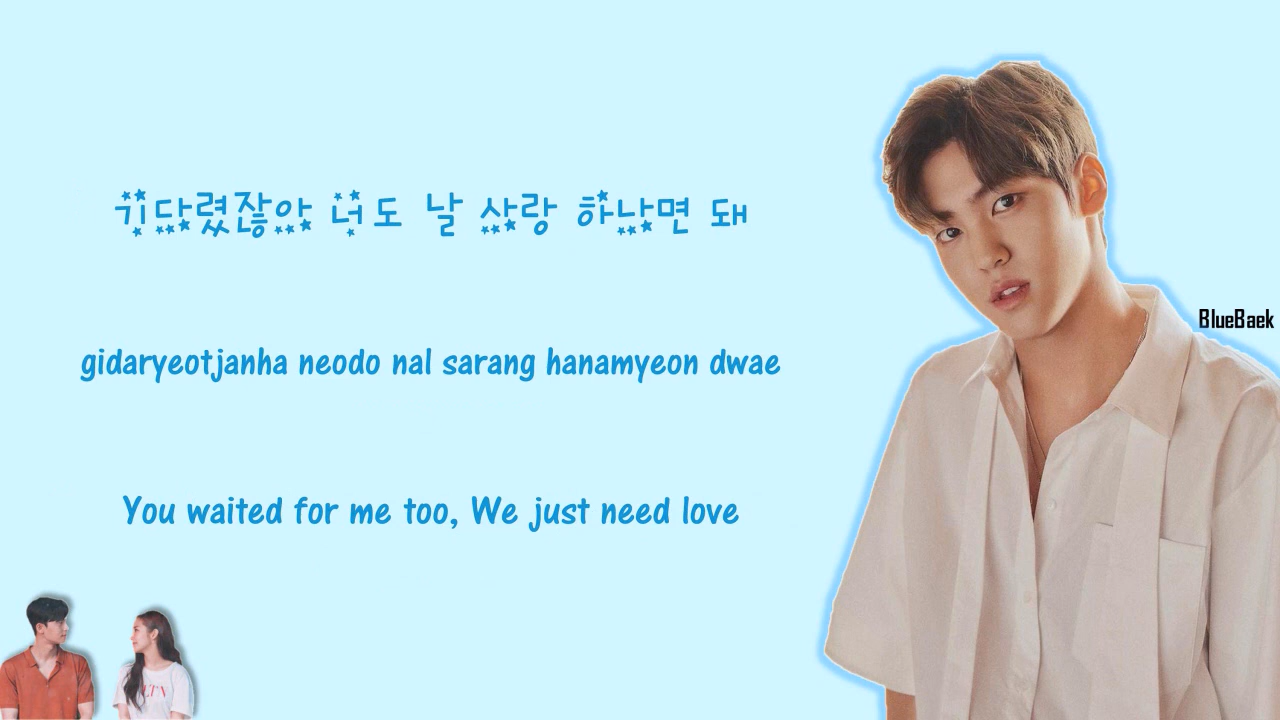 기다렸잖아 너도 날 사랑 하나면 돼
BlueBaek
gidaryeotjanha neodo nal sarang hanamyeon dwae
You waited for me too, We just need love